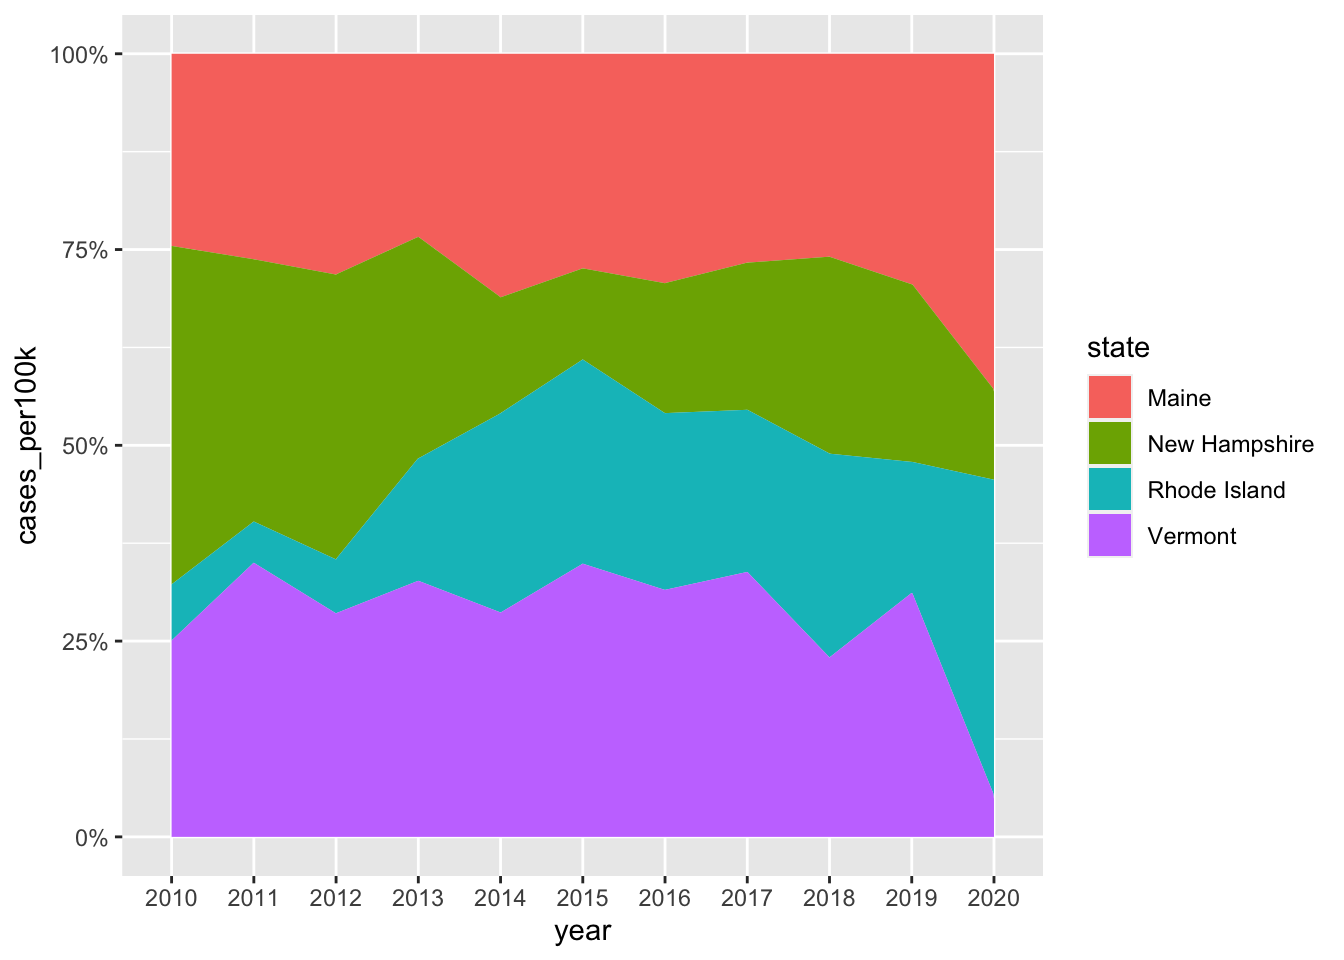 cases_per100k
100%
75%
50%
25%
0%
2010 2011 2012 2013 2014 2015 2016 2017 2018 2019 2020
year
state
Maine
New Hampshire
Rhode Island
Vermont